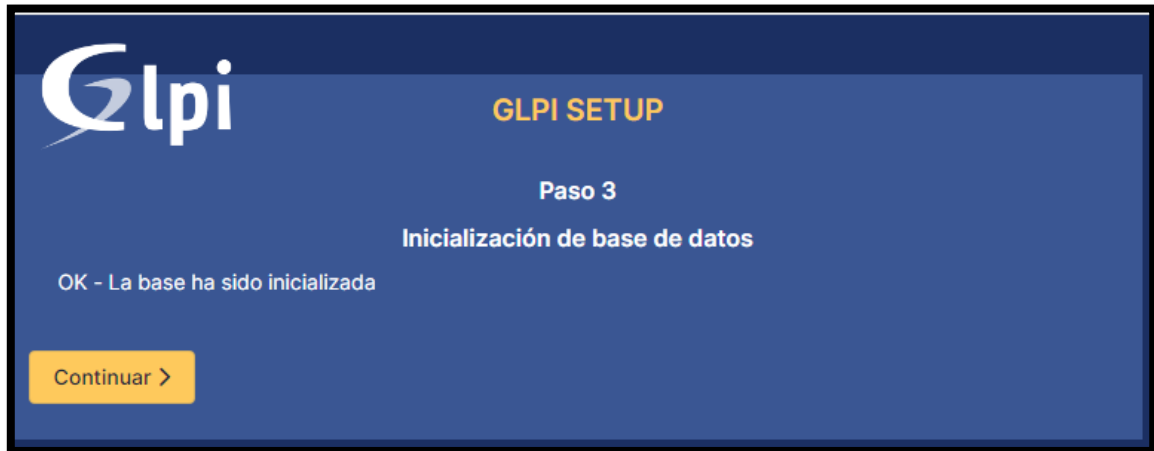 Glpi
GLPI SETUP
Paso 3
Inicialización de base de datos
OK - La base ha sido inicializada
Continuar >